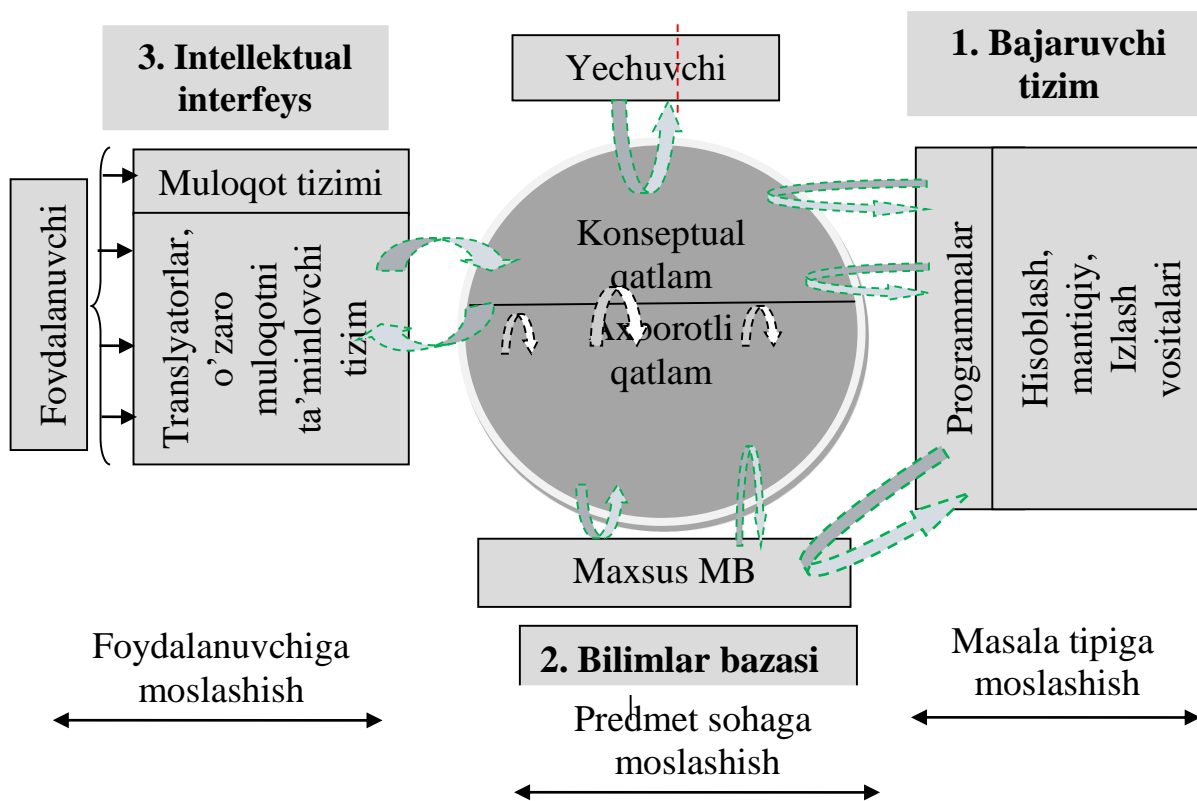 3. Intellektual
interfeys
Yechuvchi
1. Bajaruvchi
tizim
Foydalanuvchi
Muloqot tizimi
Translyatorlar,
o’zaro
muloqotni
ta’minlovchi
tizim
Konseptual
qatlam
Axborotli
qatlam
Programmalar
Hisoblash,
mantiqiy,
Izlash
vositalari
Maxsus MB
2. Bilimlar bazasi
Foydalanuvchiga
moslashish
Predmet sohaga
moslashish
Masala tipiga
moslashish